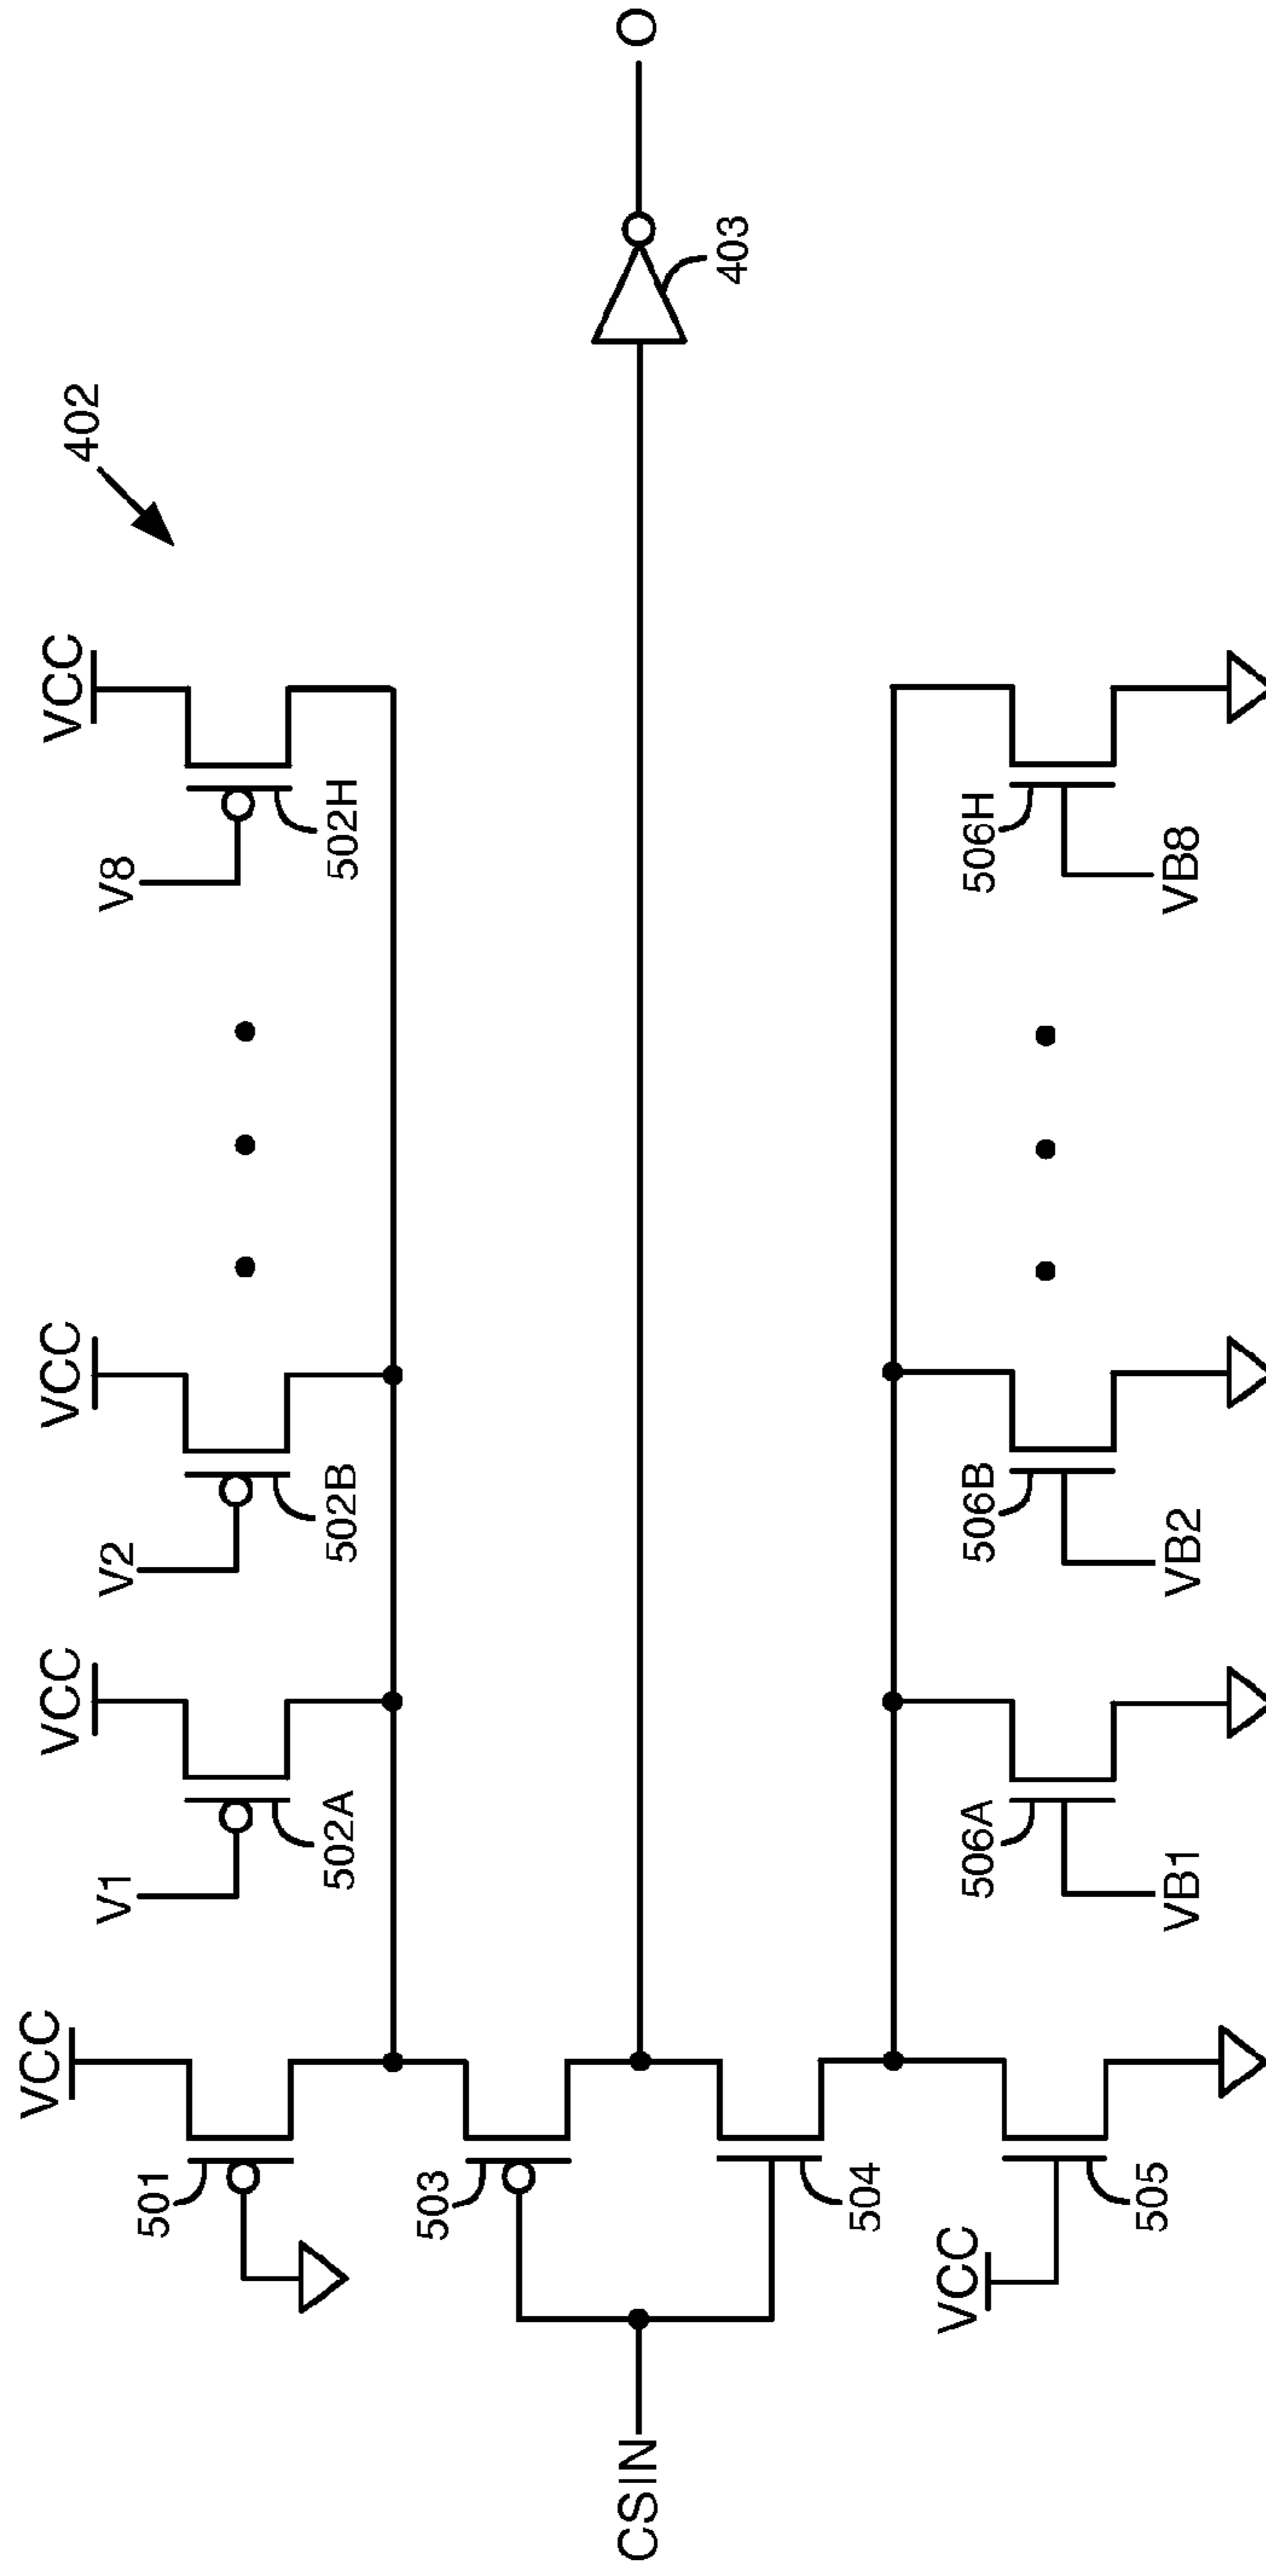 402
VCC
VCC
VCC
VCC
V1
V2
V8
501
502A
502B
502H
503
CSIN
403
O
504
VCC
505
506A
506B
506H
VB1
VB2
VB8